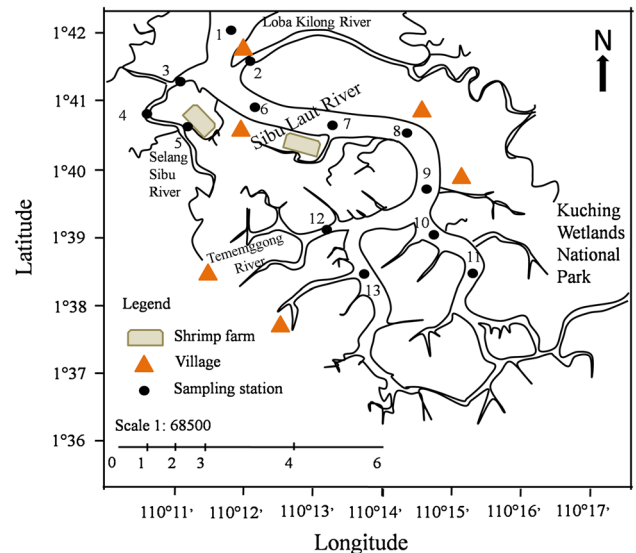 1°42'
1°41'
1°40'
1°39'
1°38'
1°37'
1°36'
Latitude
Loba Kilong River
N
1
2
3
4
5
6
7
8
9
10
11
12
13
Sibu Laut River
Selang
Sibu
River
Tememggong
River
Kuching
Wetlands
National
Park
Legend
Shrimp farm
Village
Sampling station
Scale 1: 68500
0 1 2 3 4 6
110°11' 110°12' 110°13' 110°14' 110°15' 110°16' 110°17'
Longitude